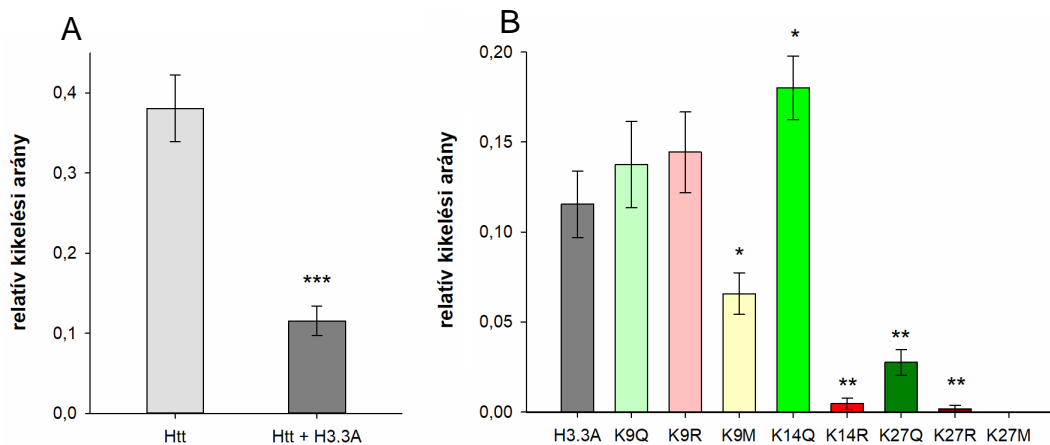 A
relatív kikelési arány
0,4
0,3
0,2
0,1
0,0
***
Htt
Htt + H3.3A
B
relatív kikelési arány
0,20
0,15
0,10
0,05
0,00
*
*
**
**
**
H3.3A K9Q K9R K9M K14Q K14R K27Q K27R K27M